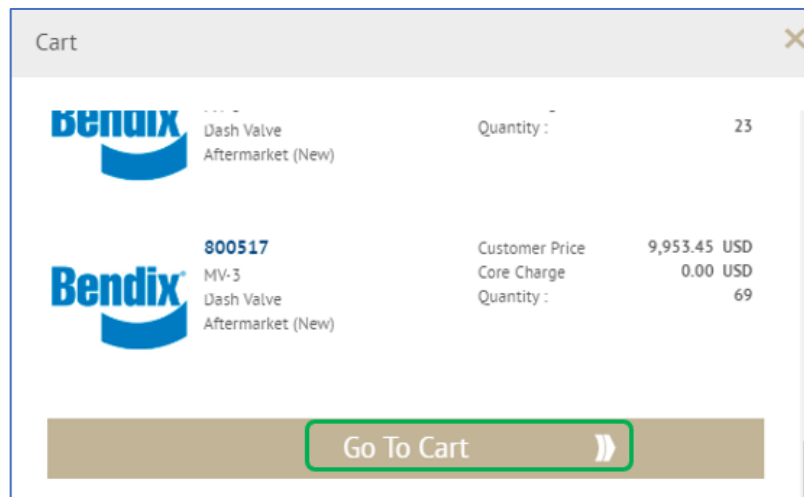 Cart
Bendix
Dash Valve
Quantity : 23
Aftermarket (New)
800517
Customer Price 9,953.45 USD
Bendix
MV-3
Core Charge 0.00 USD
Dash Valve
Quantity : 69
Aftermarket (New)
Go To Cart